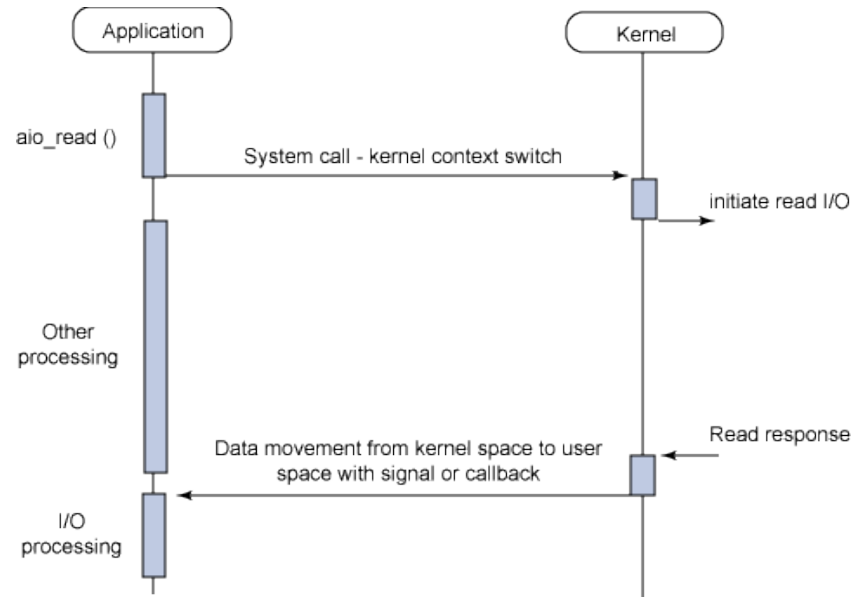 Application
Kernel
aio_read ()
System call - kernel context switch
initiate read I/O
Other
processing
Read response
Data movement from kernel space to user
space with signal or callback
I/O
processing